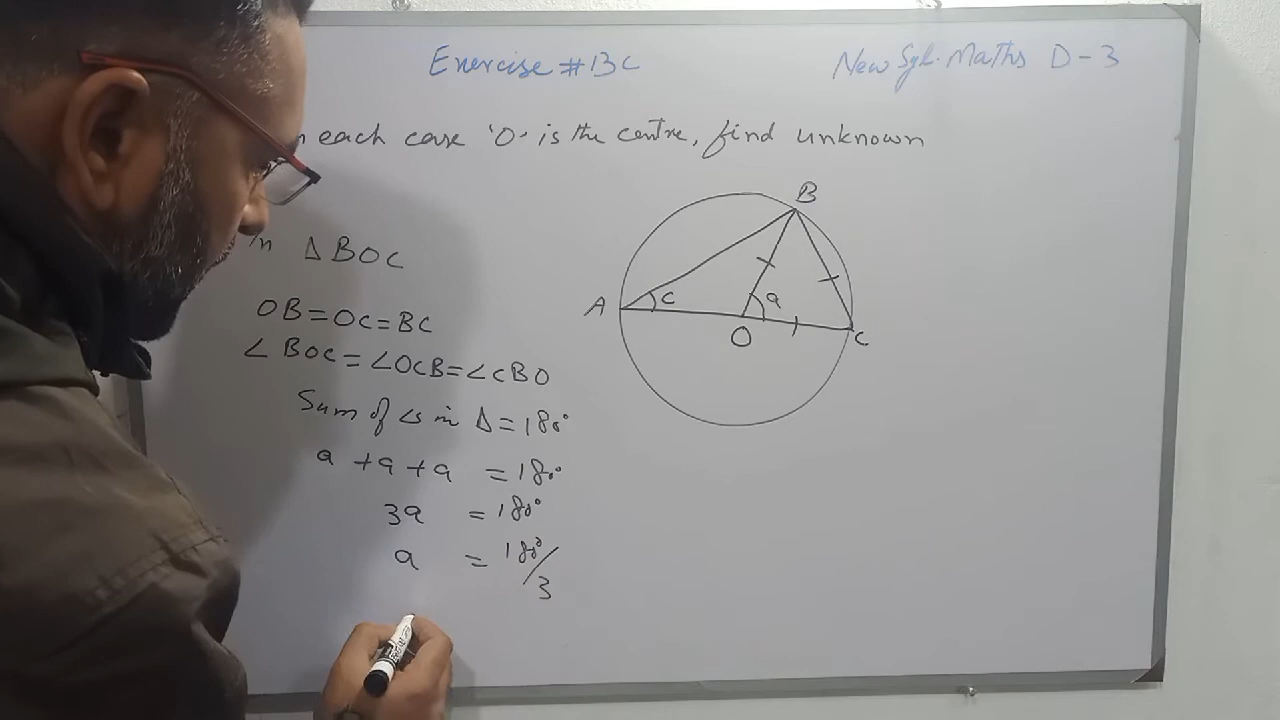 Exercise #13C
New Syl. Maths D-3
n each case 'O' is the centre, find unknown
In ΔBOC
OB=OC=BC
∠BOC=∠OCB=∠CBO
Sum of ∠s in Δ=180°
a+a+a =180°
3a =180°
a =180°/3
B
A
c
a
O
C